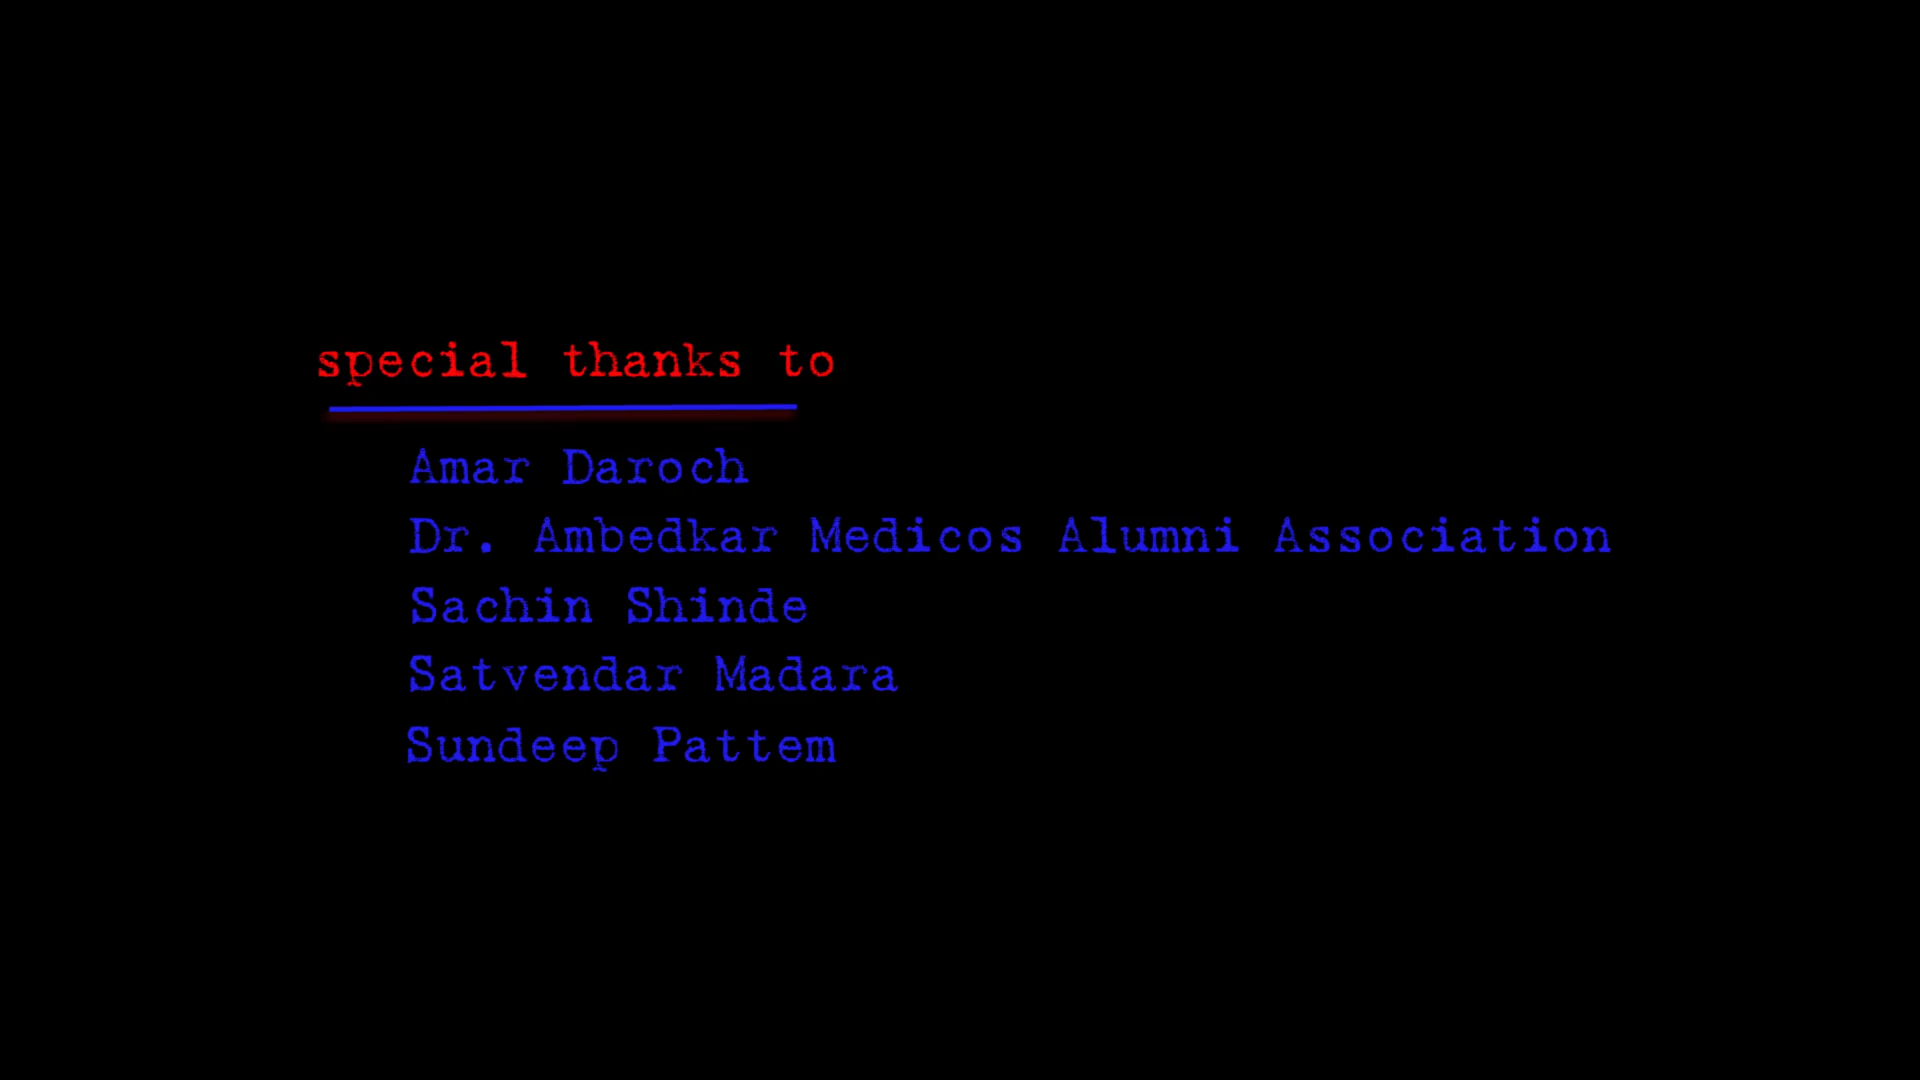 special thanks to
Amar Daroch
Dr. Ambedkar Medicos Alumni Association
Sachin Shinde
Satvendar Madara
Sundeep Pattem